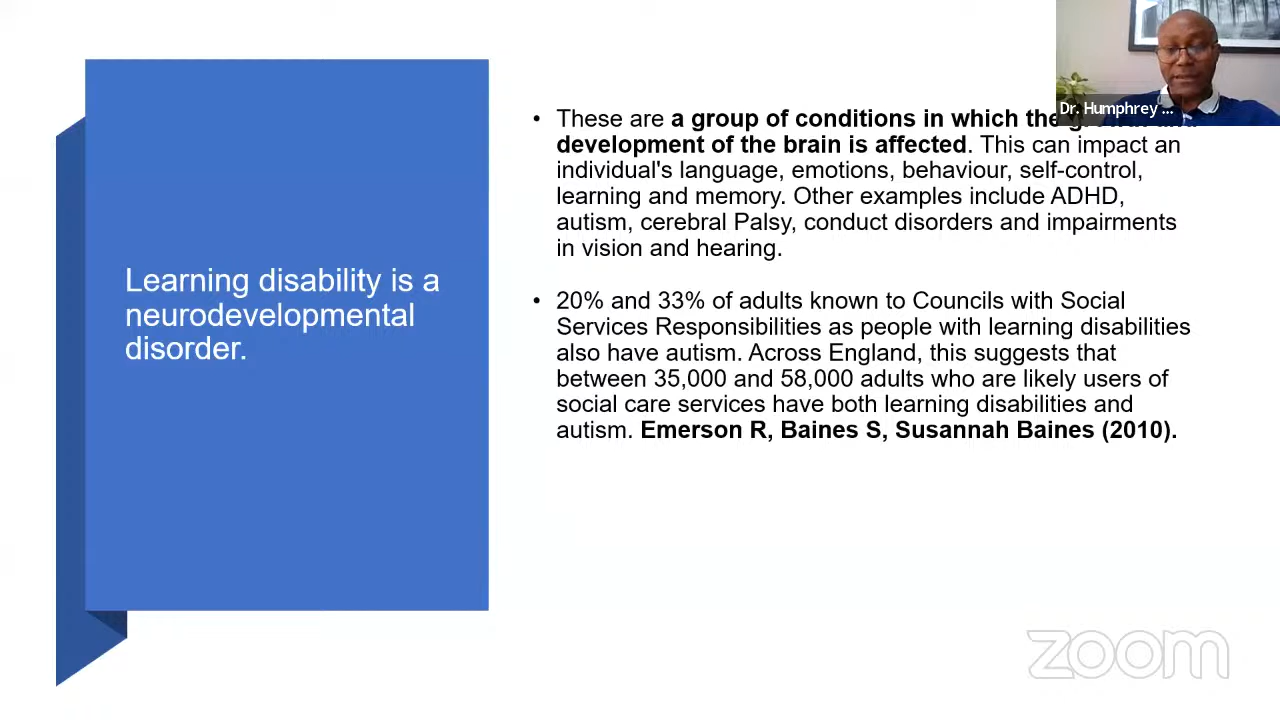 Dr. Humphrey ...
Learning disability is a
neurodevelopmental
disorder.
• These are a group of conditions in which the
development of the brain is affected. This can impact an
individual's language, emotions, behaviour, self-control,
learning and memory. Other examples include ADHD,
autism, cerebral Palsy, conduct disorders and impairments
in vision and hearing.
• 20% and 33% of adults known to Councils with Social
Services Responsibilities as people with learning disabilities
also have autism. Across England, this suggests that
between 35,000 and 58,000 adults who are likely users of
social care services have both learning disabilities and
autism. Emerson R, Baines S, Susannah Baines (2010).
zoom